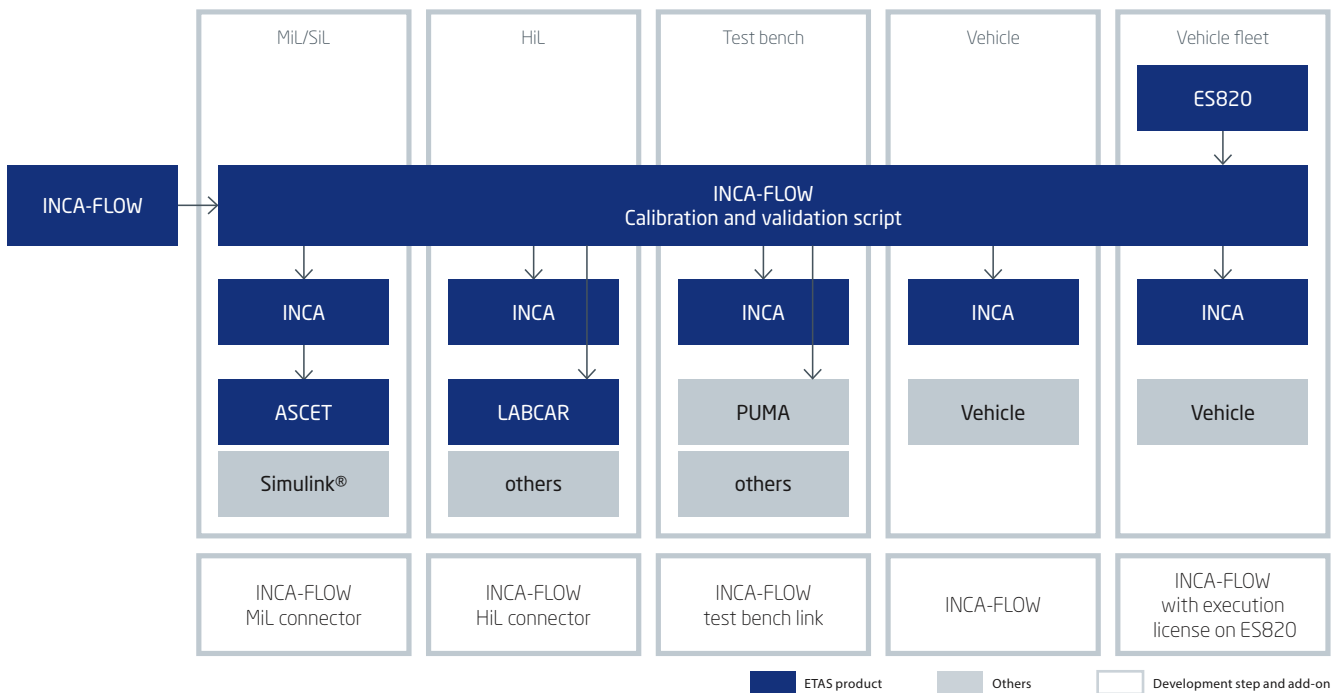 MiL/SiL
HiL
Test bench
Vehicle
Vehicle fleet
ES820
INCA-FLOW
INCA-FLOW
Calibration and validation script
INCA
INCA
INCA
INCA
INCA
ASCET
LABCAR
PUMA
Vehicle
Vehicle
Simulink®
others
others
INCA-FLOW
MiL connector
INCA-FLOW
HiL connector
INCA-FLOW
test bench link
INCA-FLOW
INCA-FLOW
with execution
license on ES820
ETAS product
Others
Development step and add-on